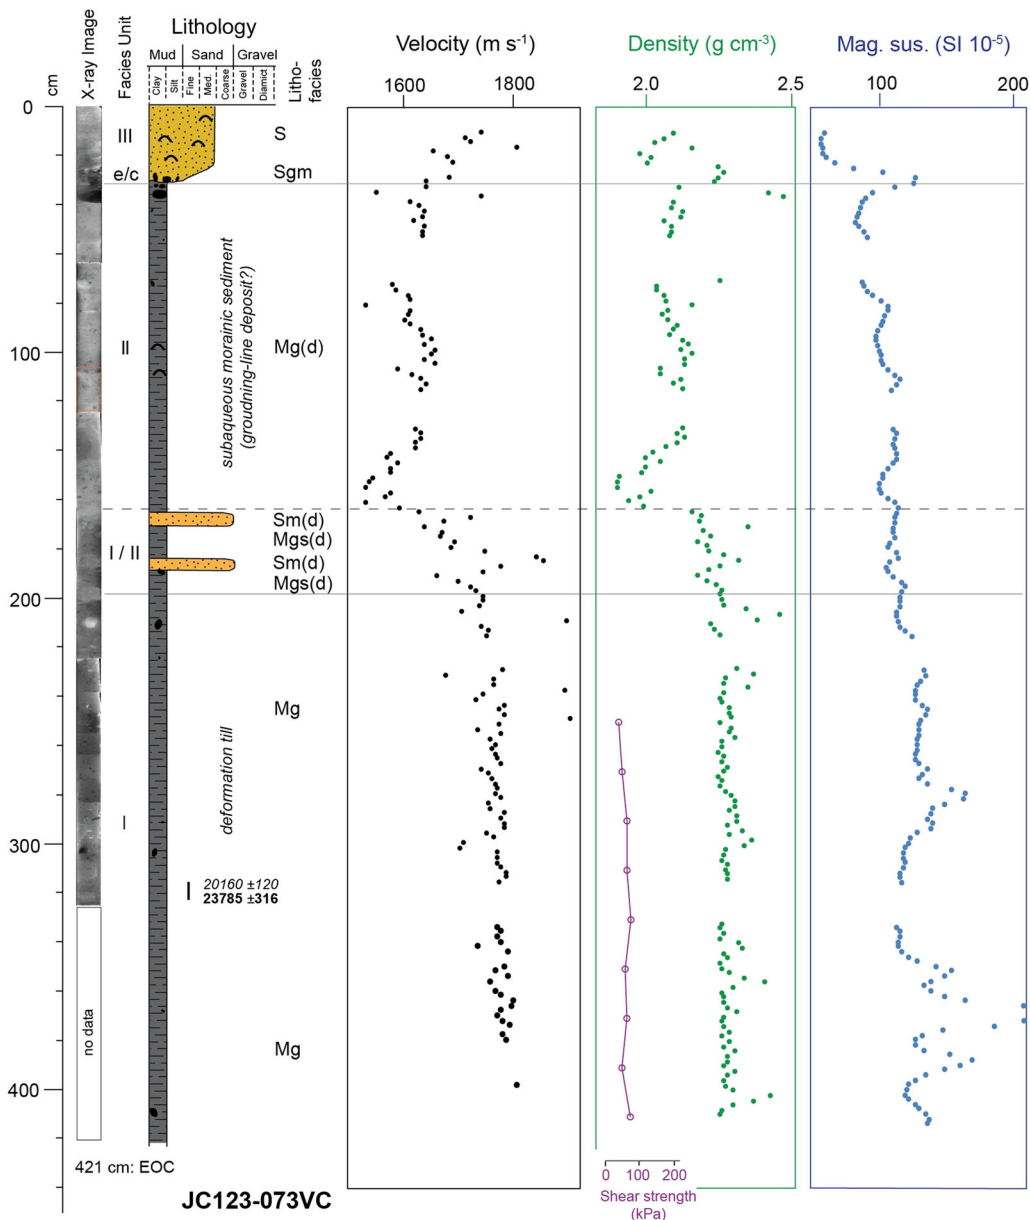 cm
X-ray Image
Facies Unit
Lithology
Mud Sand Gravel
Clay
Silt
Fine
Med.
Coarse
Gravel
Diamict
Litho-
facies
Velocity (m s-1)
1600 1800
Density (g cm-3)
2.0 2.5
Mag. sus. (SI 10-5)
100 200
0
III S
e/c Sgm
subaqueous morainic sediment
(groudning-line deposit?)
100 II Mg(d)
Sm(d)
I / II Mgs(d)
Sm(d)
Mgs(d)
200
Mg
deformation till
I
300
20160 ±120
I 23785 ±316
no data
Mg
400
421 cm: EOC
0 100 200
Shear strength
(kPa)
JC123-073VC